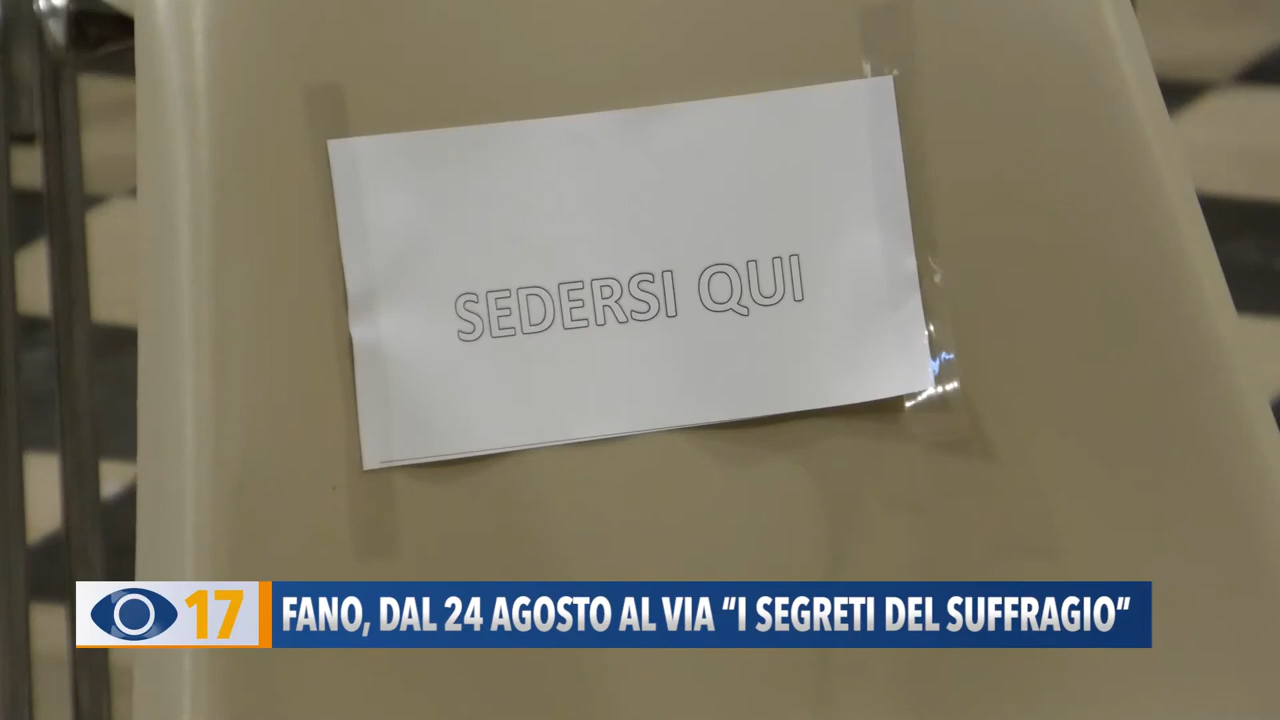 SEDERSI QUI
17
FANO, DAL 24 AGOSTO AL VIA “I SEGRETI DEL SUFFRAGIO”